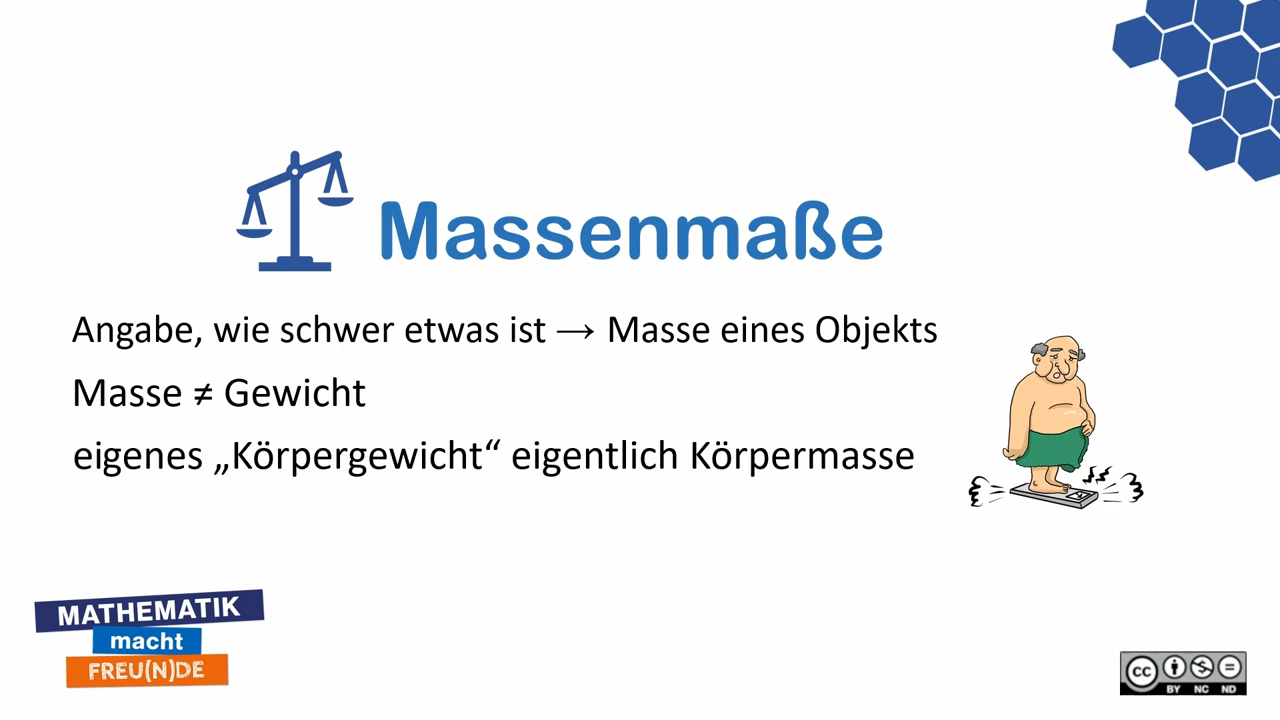 Massenmaße
Angabe, wie schwer etwas ist → Masse eines Objekts
Masse ≠ Gewicht
eigenes „Körpergewicht“ eigentlich Körpermasse
MATHEMATIK
macht
FREU(N)DE
cc
BY NC ND